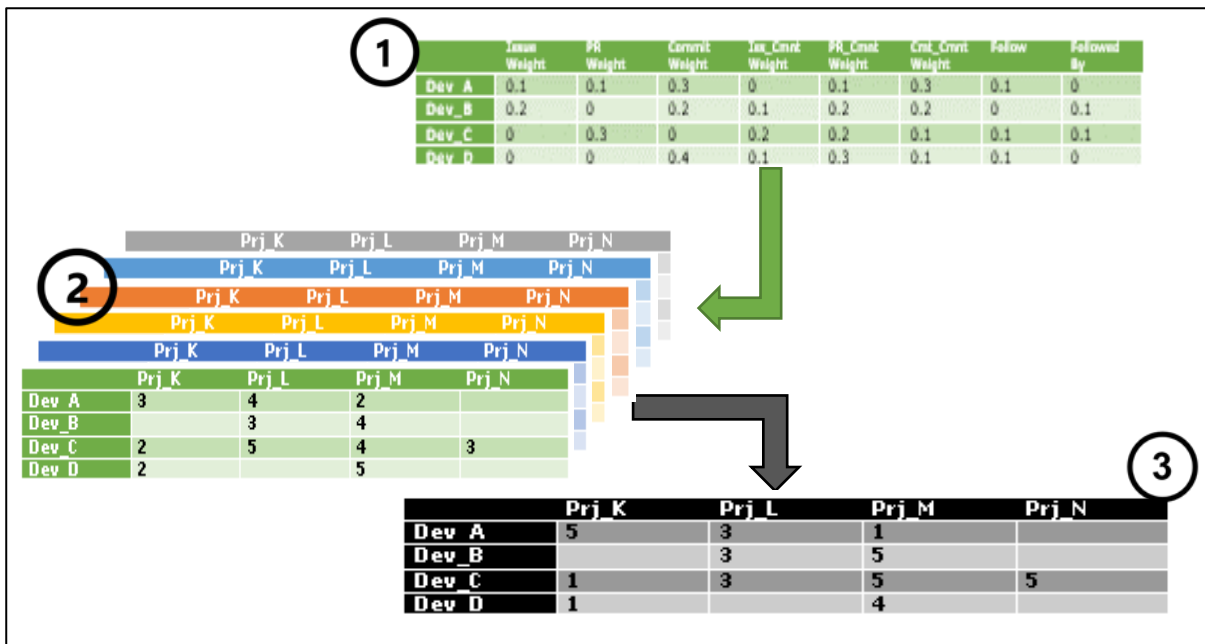 1
Issue PR Commit Iss_Cmnt PR_Cmnt Cmt_Cmnt Follow Followed
Weight Weight Weight Weight Weight Weight By
Dev_A 0.1 0.1 0.3 0 0.1 0.3 0.1 0
Dev_B 0.2 0 0.2 0.1 0.2 0.2 0 0.1
Dev_C 0 0.3 0 0.2 0.2 0.1 0.1 0.1
Dev_D 0 0 0.4 0.1 0.3 0.1 0.1 0
2
Prj_K Prj_L Prj_M Prj_N
Prj_K Prj_L Prj_M Prj_N
Prj_K Prj_L Prj_M Prj_N
Prj_K Prj_L Prj_M Prj_N
Prj_K Prj_L Prj_M Prj_N
Prj_K Prj_L Prj_M Prj_N
Dev_A 3 4 2
Dev_B 3 4
Dev_C 2 5 4 3
Dev_D 2 5
3
Prj_K Prj_L Prj_M Prj_N
Dev_A 5 3 1
Dev_B 3 5
Dev_C 1 3 5 5
Dev_D 1 4